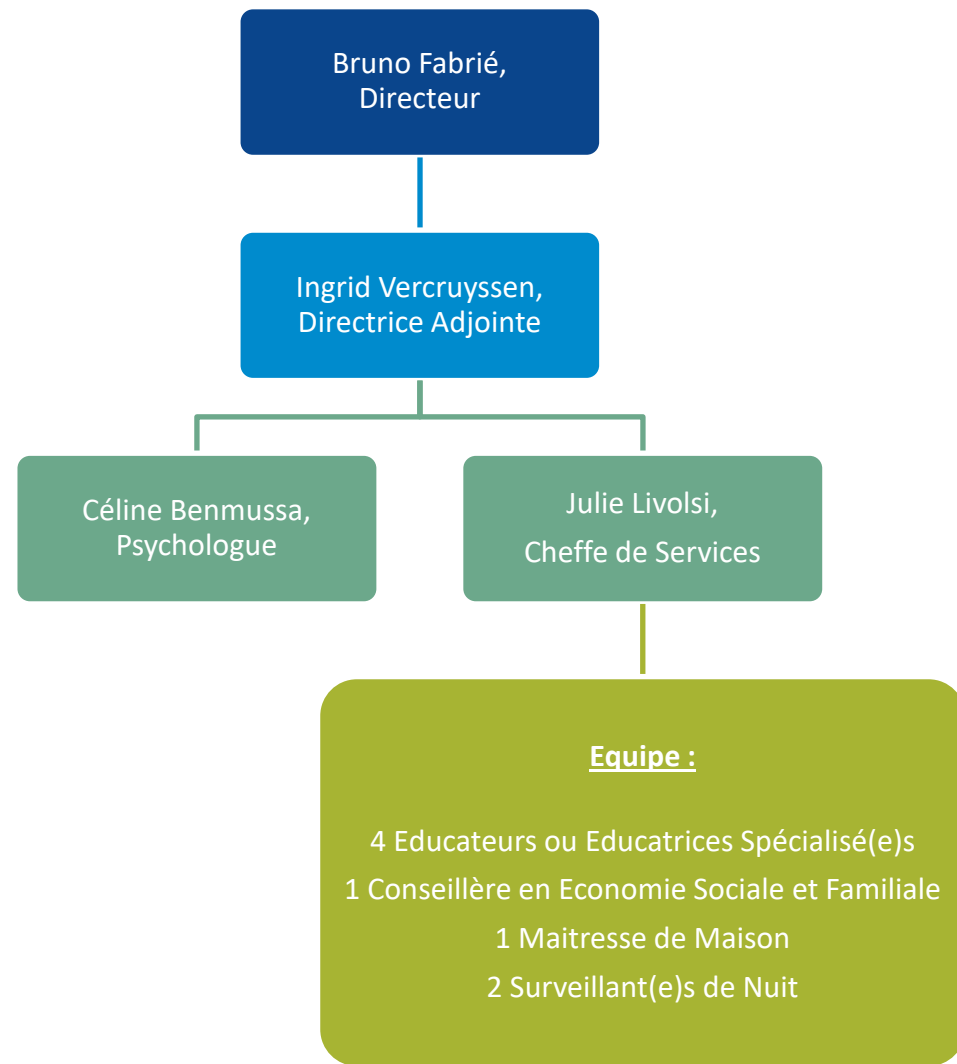 Bruno Fabrié,
Directeur
Ingrid Vercruyssen,
Directrice Adjointe
Céline Benmussa,
Psychologue
Julie Livolsi,
Cheffe de Services
Equipe :
4 Educateurs ou Educatrices Spécialisé(e)s
1 Conseillère en Economie Sociale et Familiale
1 Maitresse de Maison
2 Surveillant(e)s de Nuit